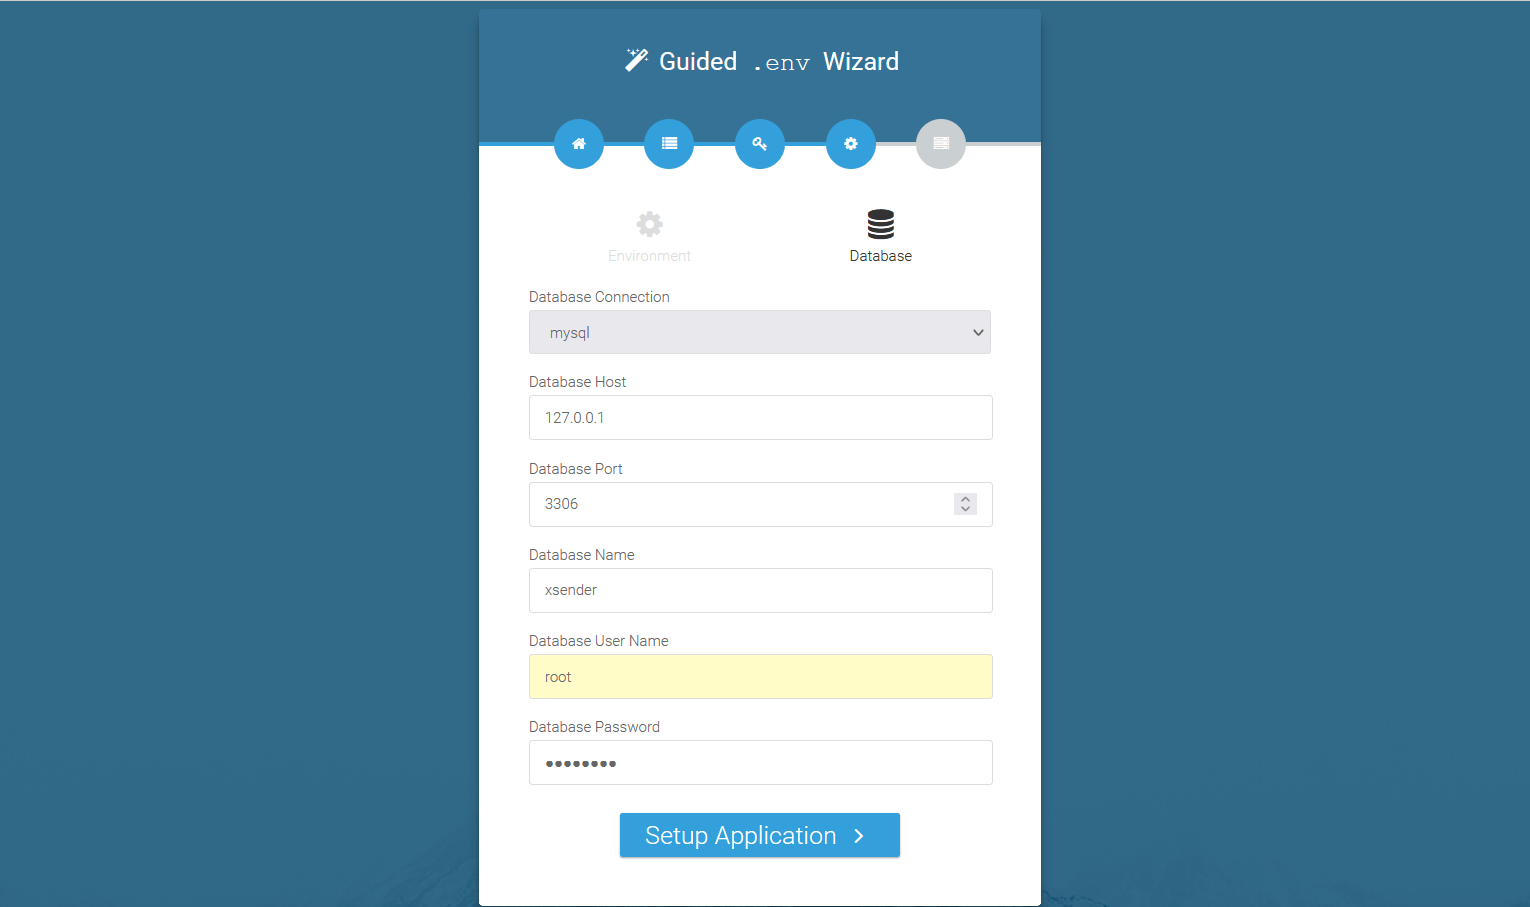 Guided .env Wizard
Environment
Database
Database Connection
mysql
Database Host
127.0.0.1
Database Port
3306
Database Name
xsender
Database User Name
root
Database Password
●●●●●●●●
Setup Application